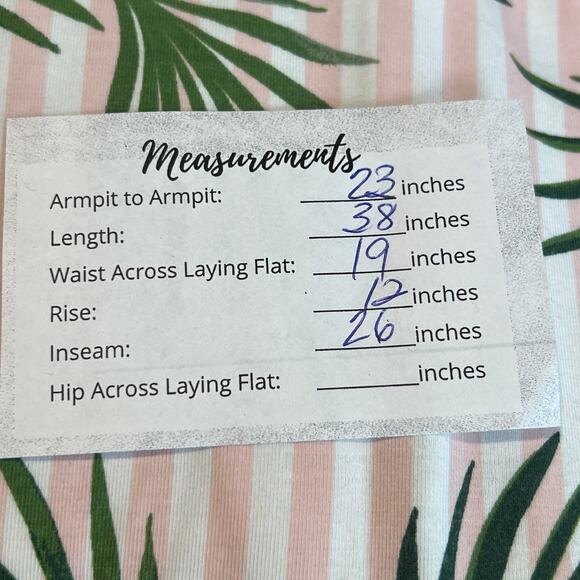 Measurements
Armpit to Armpit: 23 inches
Length: 38 inches
Waist Across Laying Flat: 19 inches
Rise: 12 inches
Inseam: 26 inches
Hip Across Laying Flat: ________ inches